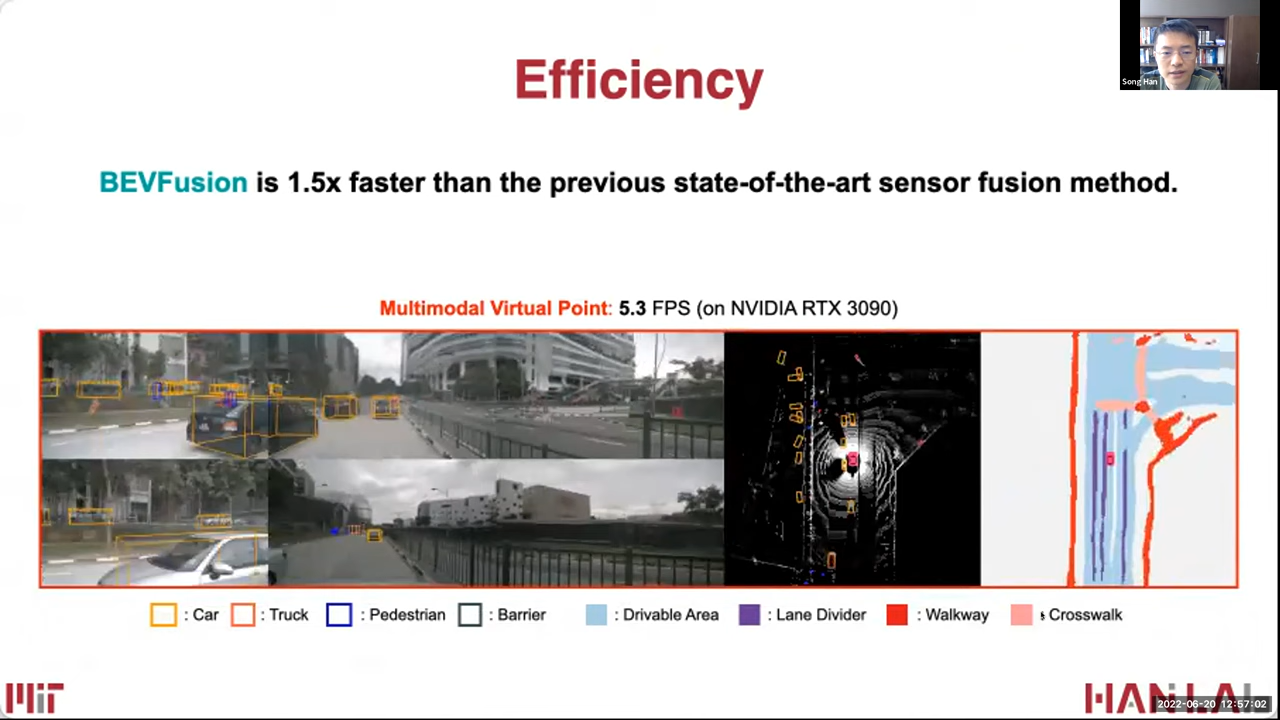 Song Han
Efficiency
BEVFusion is 1.5x faster than the previous state-of-the-art sensor fusion method.
Multimodal Virtual Point: 5.3 FPS (on NVIDIA RTX 3090)
: Car : Truck : Pedestrian : Barrier : Drivable Area : Lane Divider : Walkway : Crosswalk
MIT
HAN LAB
2022-06-20 12:57:02